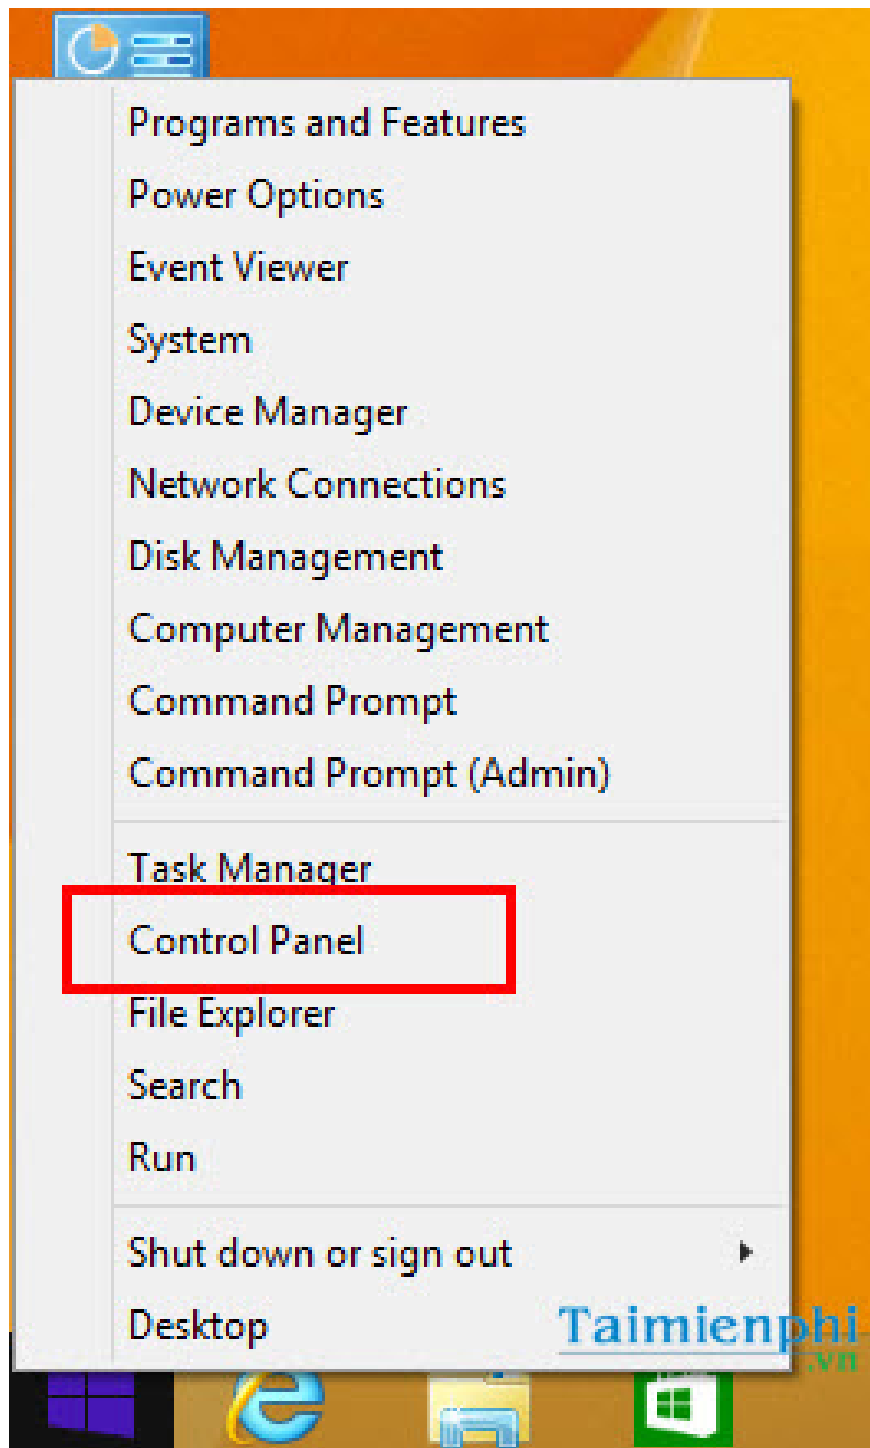 Programs and Features
Power Options
Event Viewer
System
Device Manager
Network Connections
Disk Management
Computer Management
Command Prompt
Command Prompt (Admin)
Task Manager
Control Panel
File Explorer
Search
Run
Shut down or sign out
Desktop
Taimienphi
.vn